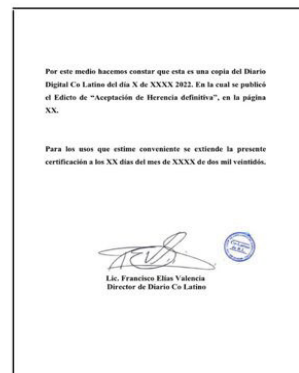 Por este medio hacemos constar que esta es una copia del Diario
Digital Co Latino del día X de XXXX 2022. En la cual se publicó
el Edicto de “Aceptación de Herencia definitiva”, en la página
XX.
Para los usos que estime conveniente se extiende la presente
certificación a los XX días del mes de XXXX de dos mil veintidós.
Lic. Francisco Elías Valencia
Director de Diario Co Latino